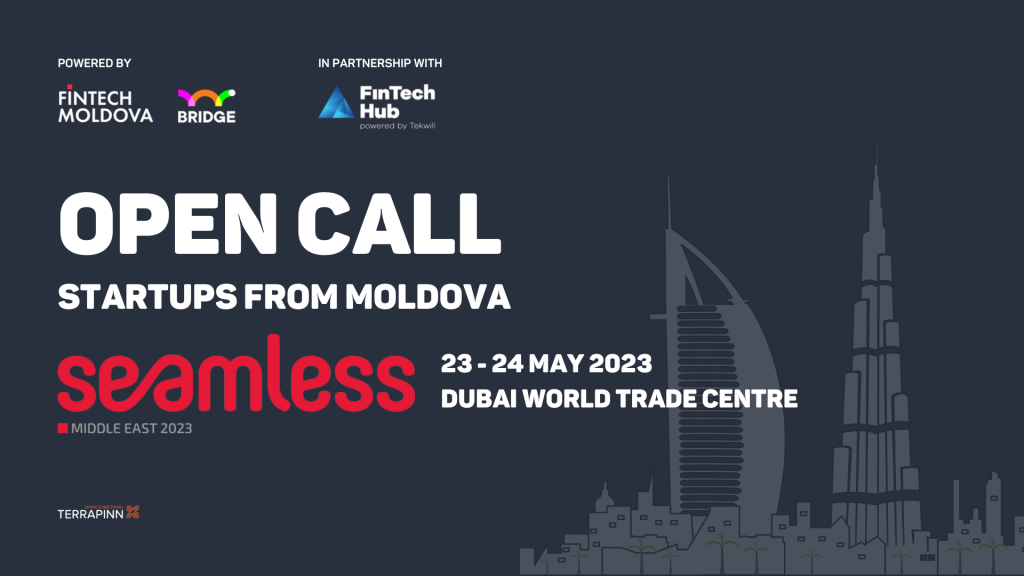 POWERED BY
FINTECH
MOLDOVA
BRIDGE
IN PARTNERSHIP WITH
FinTech
Hub
powered by Tekwill
OPEN CALL
STARTUPS FROM MOLDOVA
seamless
MIDDLE EAST 2023
23 - 24 MAY 2023
DUBAI WORLD TRADE CENTRE
TERRAPINN